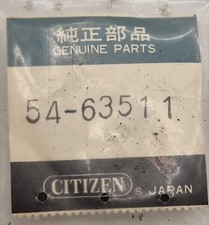 純正部品
GENUINE PARTS
54-63511
CITIZEN ® JAPAN